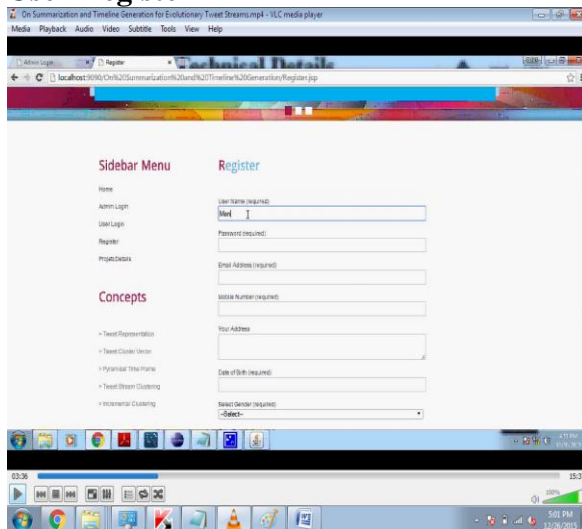 On Summarization and Timeline Generation for Evolutionary Tweet Streams.mp4 - VLC media player
Media Playback Audio Video Subtitle Tools View Help
Admin Login
Register
Technical Details
localhost:9090/On%20Summarization%20and%20Timeline%20Generation/Register.jsp
Sidebar Menu
Home
Admin Login
User Login
Register
Projets Details
Concepts
» Tweet Representation
» Tweet Cluster Vector
» Pyramidal Time Frame
» Tweet Stream Clustering
» Incremental Clustering
Register
User Name (required)
Man
Password (required)
Email Address (required)
Mobile Number (required)
Your Address
Date of Birth (required)
Select Gender (required)
--Select--
03:36
100%
5:01 PM